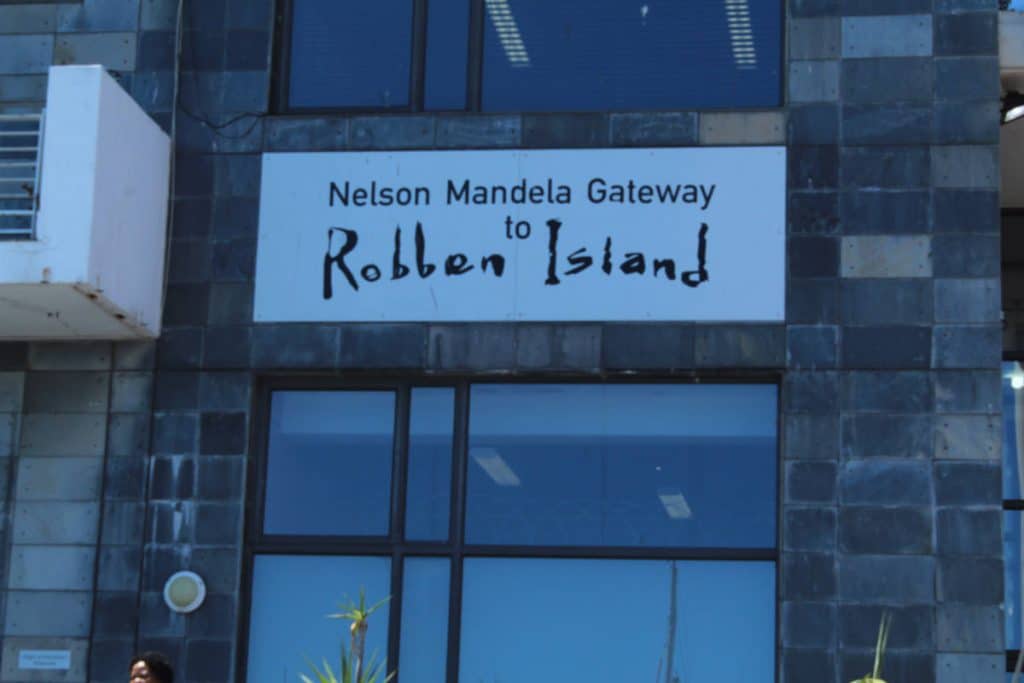 Nelson Mandela Gateway
to
Robben Island